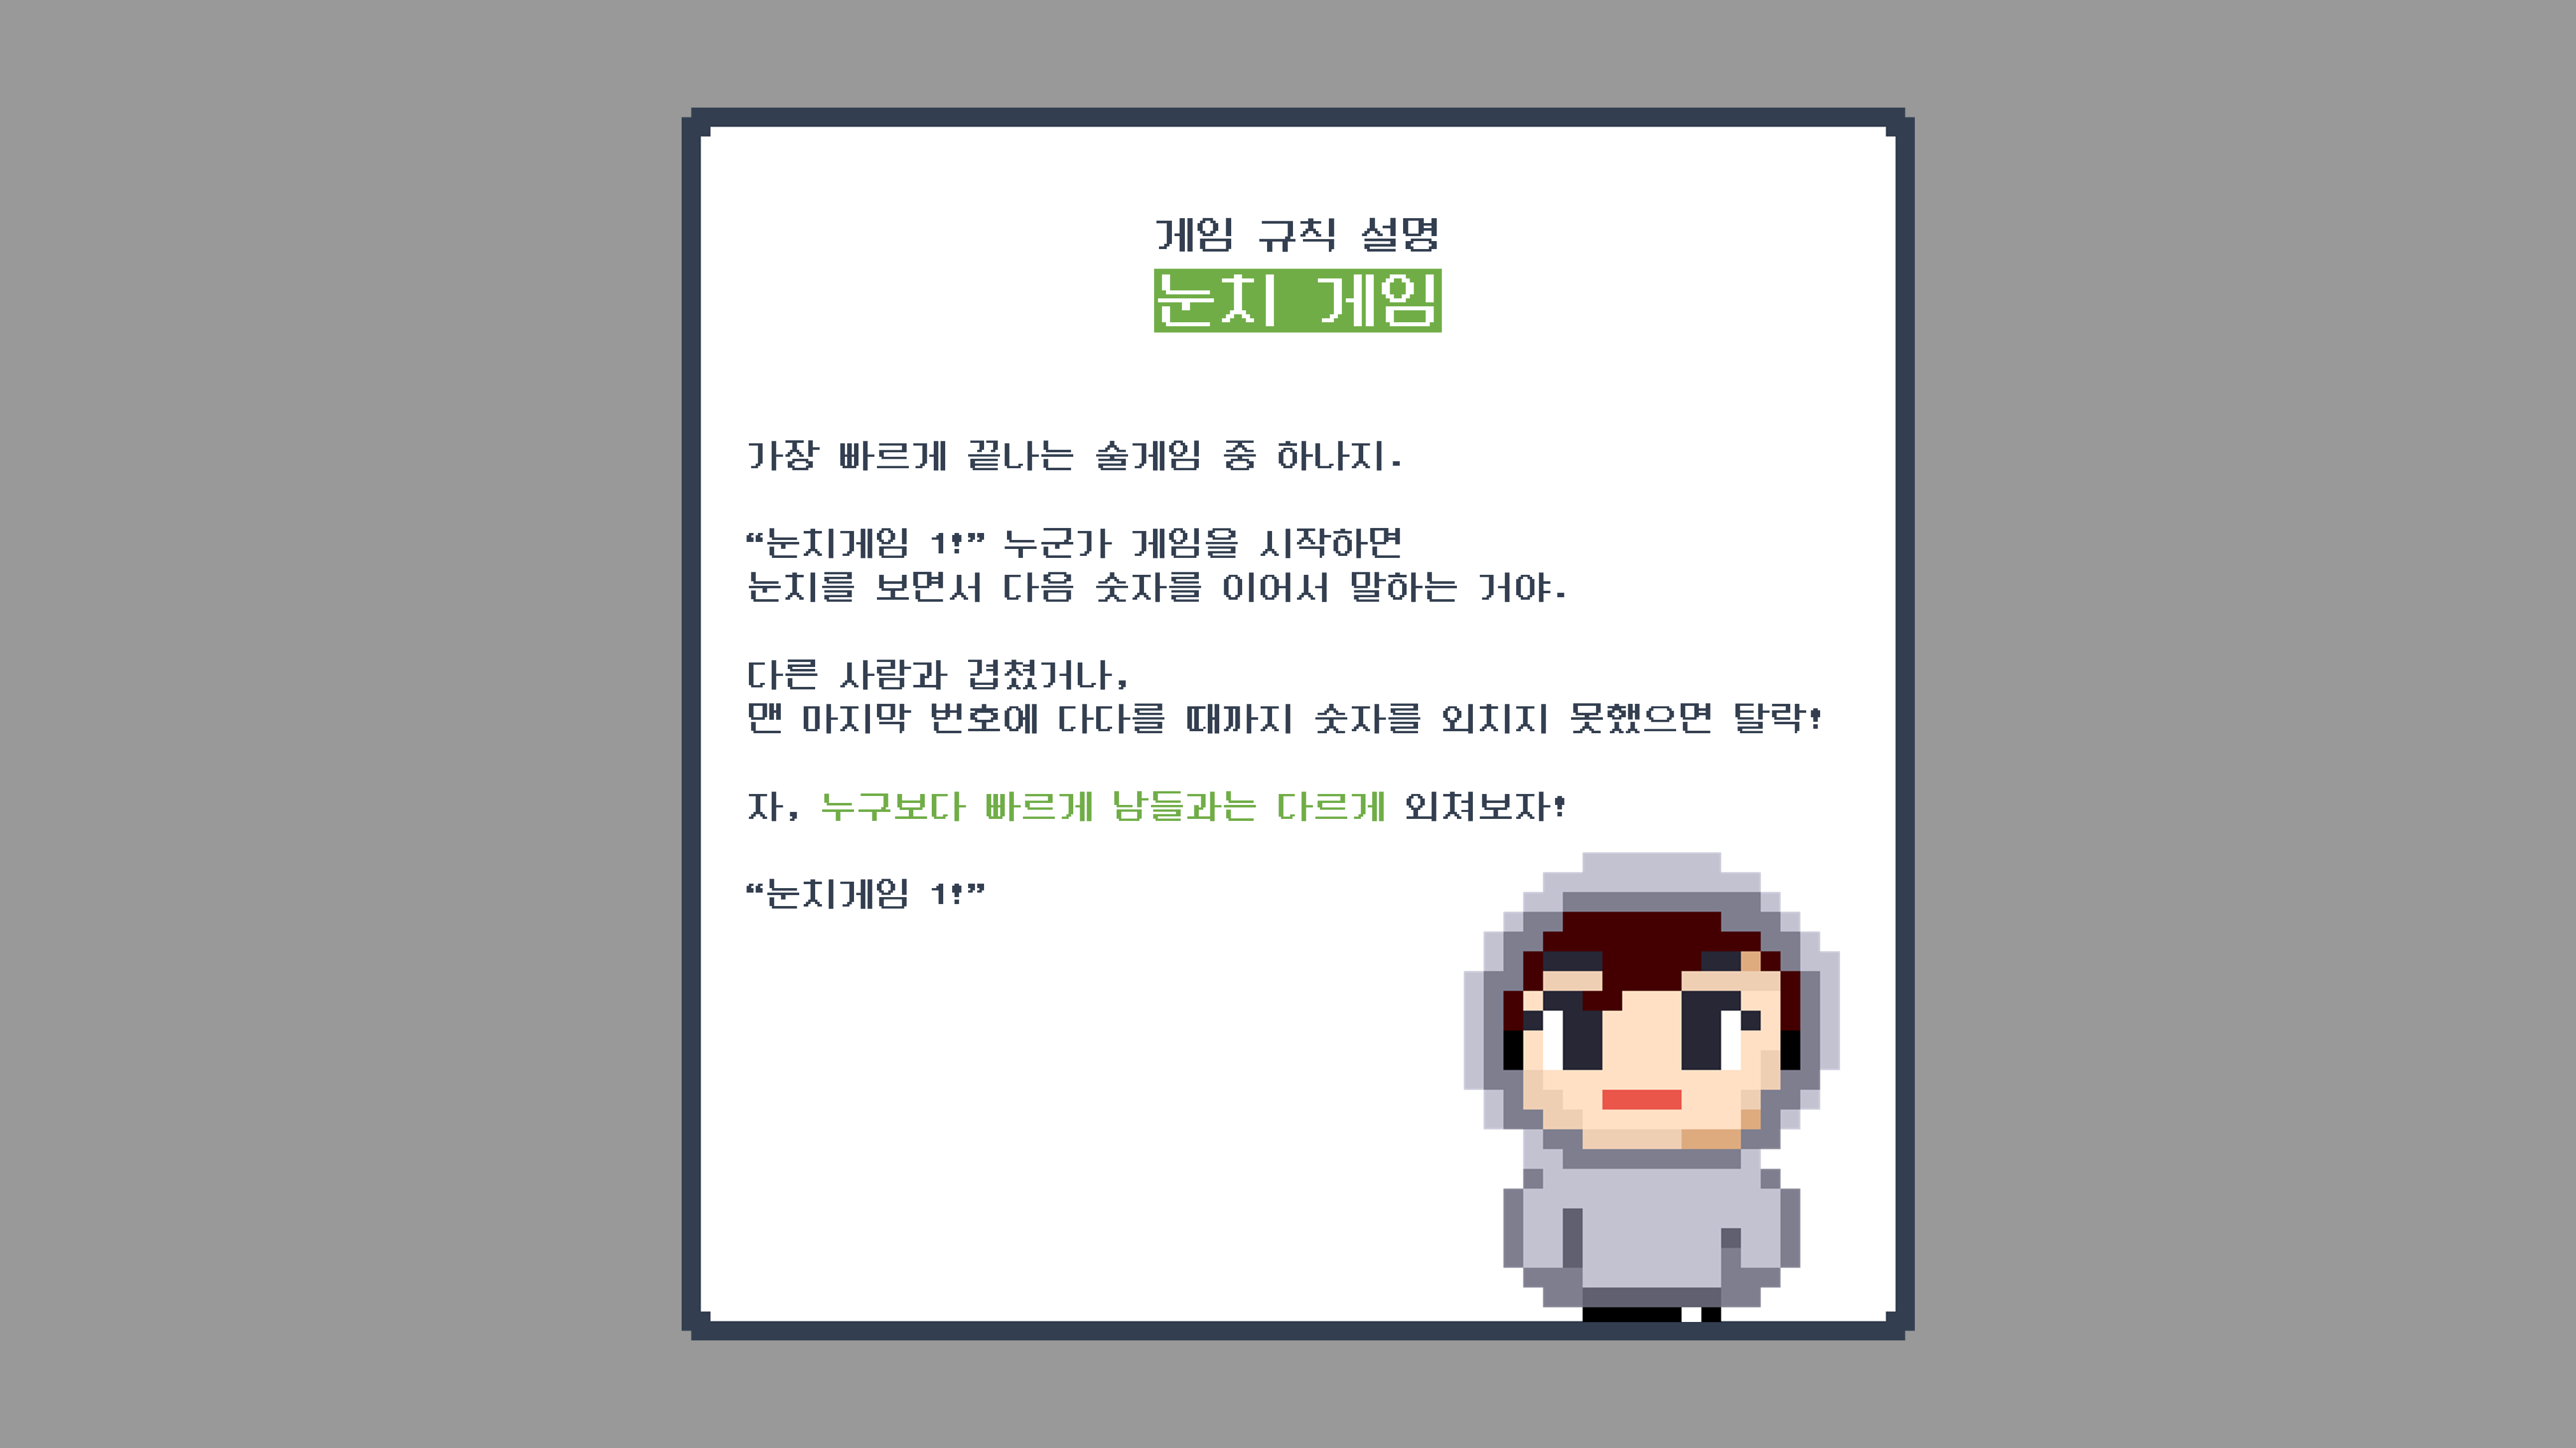 게임 규칙 설명
눈치 게임
가장 빠르게 끝나는 술게임 중 하나지.
“눈치게임 1!” 누군가 게임을 시작하면
눈치를 보면서 다음 숫자를 이어서 말하는 거야.
다른 사람과 겹쳤거나,
맨 마지막 번호에 다다를 때까지 숫자를 외치지 못했으면 탈락!
자, 누구보다 빠르게 남들과는 다르게 외쳐보자!
“눈치게임 1!”